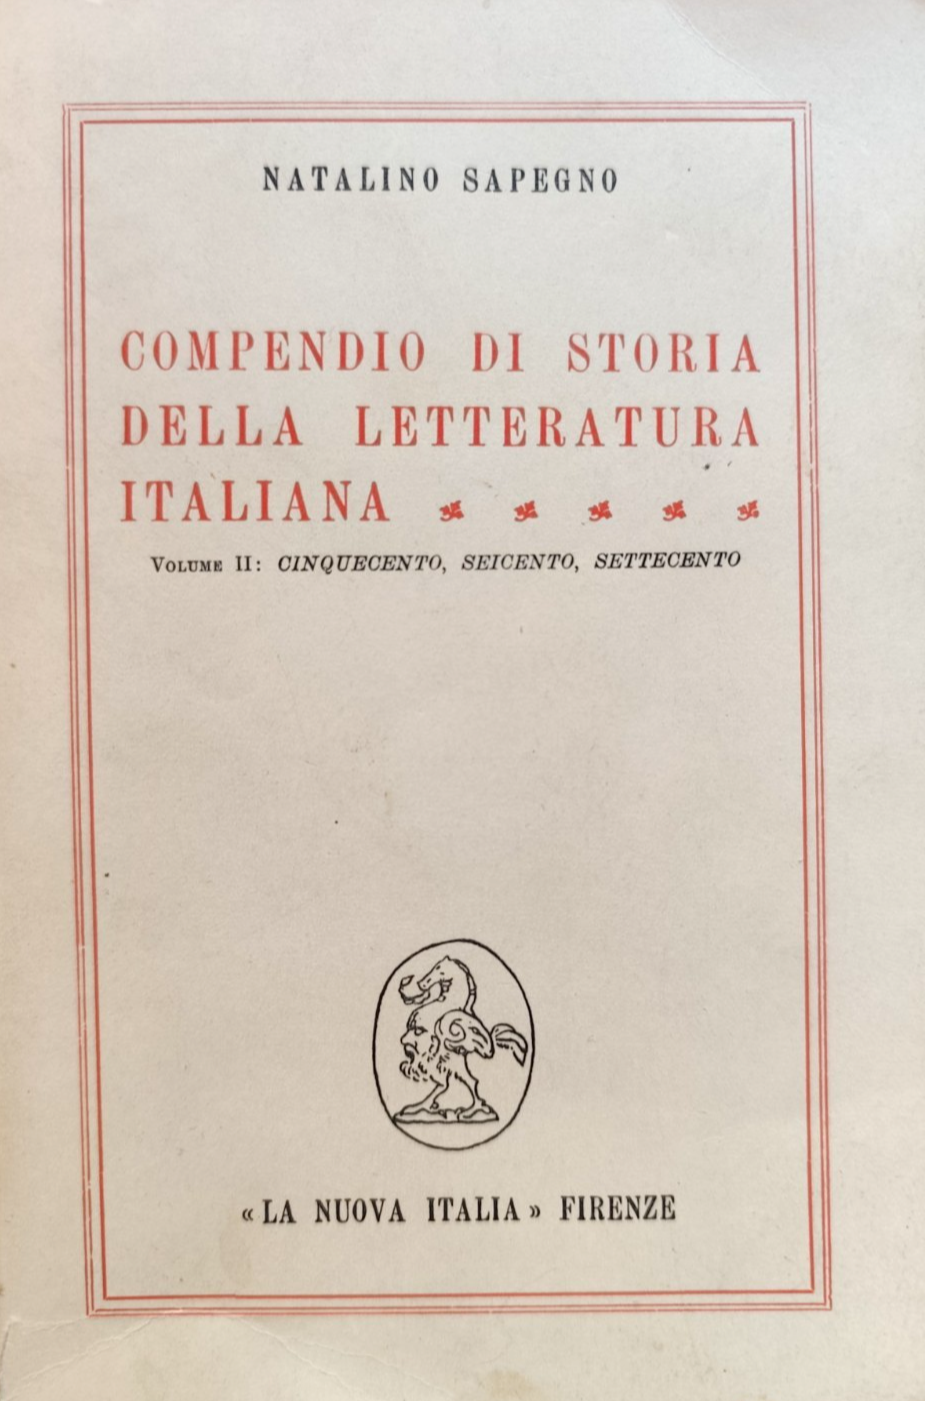 NATALINO SAPEGNO
COMPENDIO DI STORIA
DELLA LETTERATURA
ITALIANA
VOLUME II: CINQUECENTO, SEICENTO, SETTECENTO
«LA NUOVA ITALIA» FIRENZE